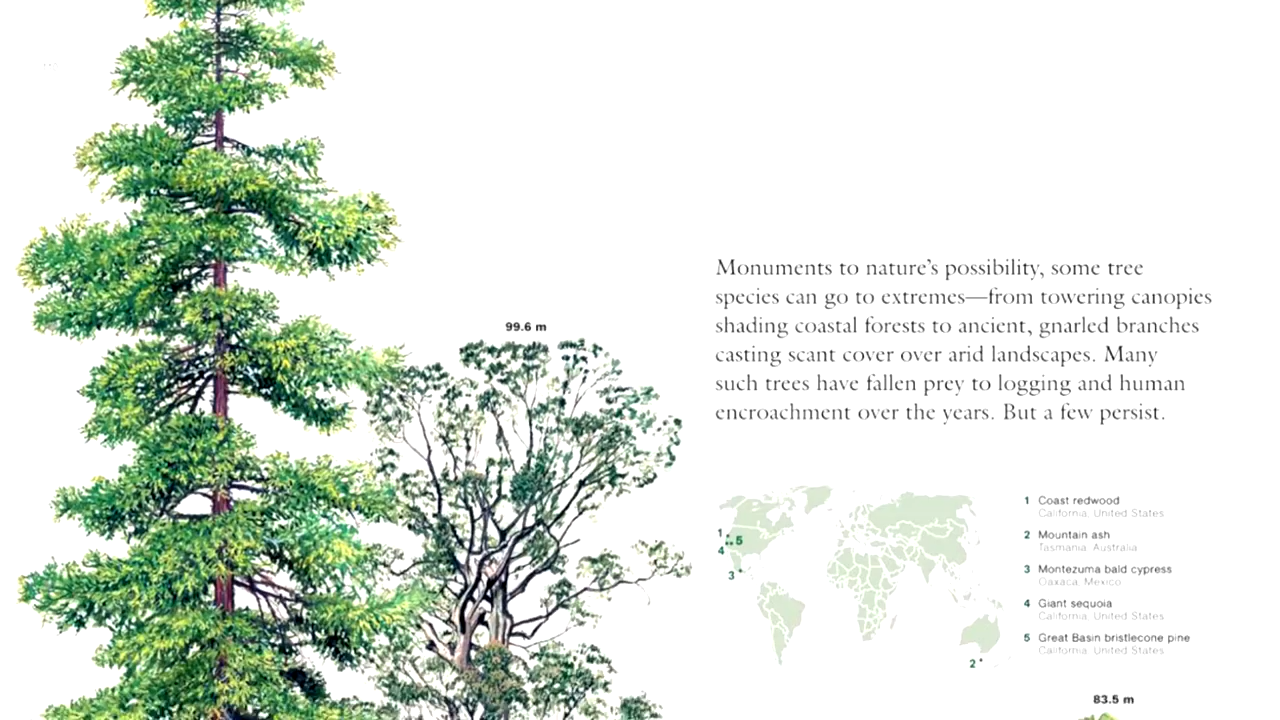 99.6 m
Monuments to nature's possibility, some tree
species can go to extremes—from towering canopies
shading coastal forests to ancient, gnarled branches
casting scant cover over arid landscapes. Many
such trees have fallen prey to logging and human
encroachment over the years. But a few persist.
1
5
4
3
2
1 Coast redwood
California, United States
2 Mountain ash
Tasmania, Australia
3 Montezuma bald cypress
Oaxaca, Mexico
4 Giant sequoia
California, United States
5 Great Basin bristlecone pine
California, United States
83.5 m